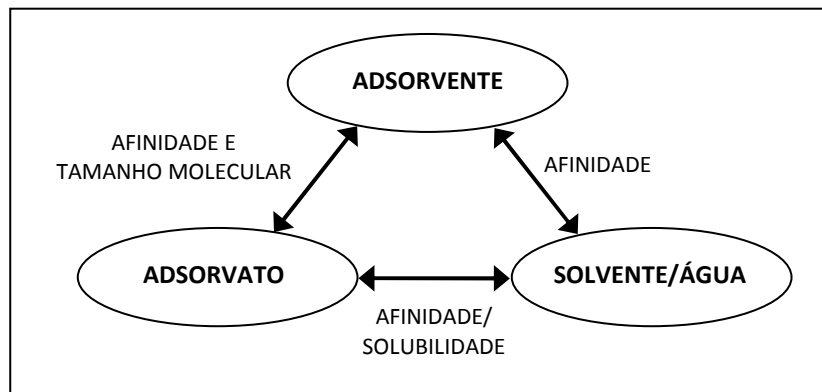 ADSORVENTE
AFINIDADE E
TAMANHO MOLECULAR
AFINIDADE
ADSORVATO
SOLVENTE/ÁGUA
AFINIDADE/
SOLUBILIDADE